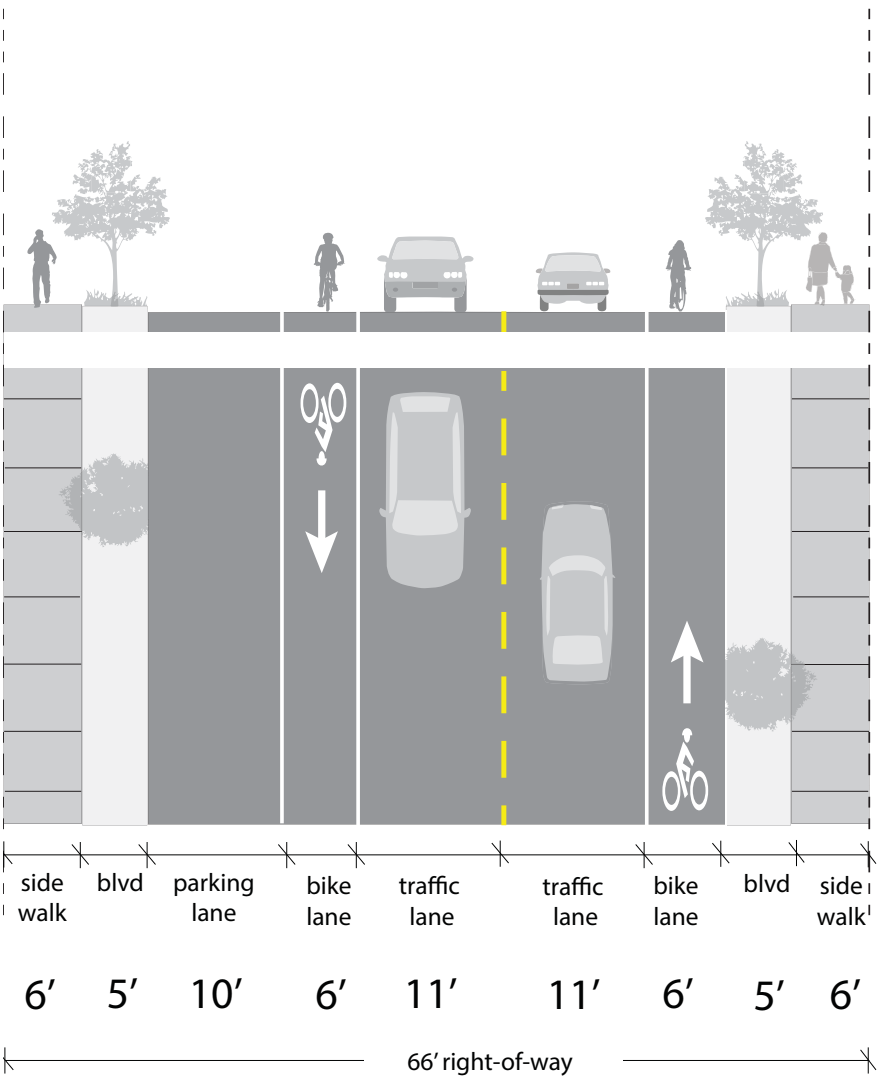 side walk
blvd
parking lane
bike lane
traffic lane
traffic lane
bike lane
blvd
side walk
6’ 5’ 10’ 6’ 11’ 11’ 6’ 5’ 6’
66’ right-of-way